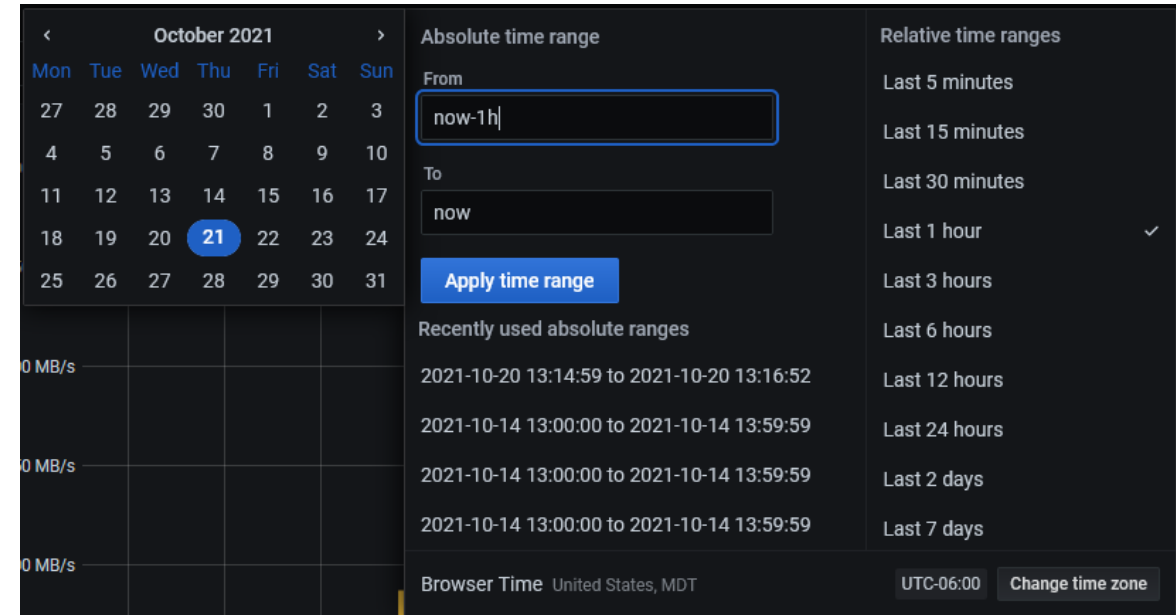 ‹ October 2021 ›
Mon Tue Wed Thu Fri Sat Sun
27 28 29 30 1 2 3
4 5 6 7 8 9 10
11 12 13 14 15 16 17
18 19 20 21 22 23 24
25 26 27 28 29 30 31
0 MB/s
0 MB/s
0 MB/s
Absolute time range
From
now-1h
To
now
Apply time range
Recently used absolute ranges
2021-10-20 13:14:59 to 2021-10-20 13:16:52
2021-10-14 13:00:00 to 2021-10-14 13:59:59
2021-10-14 13:00:00 to 2021-10-14 13:59:59
2021-10-14 13:00:00 to 2021-10-14 13:59:59
Relative time ranges
Last 5 minutes
Last 15 minutes
Last 30 minutes
Last 1 hour
Last 3 hours
Last 6 hours
Last 12 hours
Last 24 hours
Last 2 days
Last 7 days
Browser Time United States, MDT UTC-06:00 Change time zone